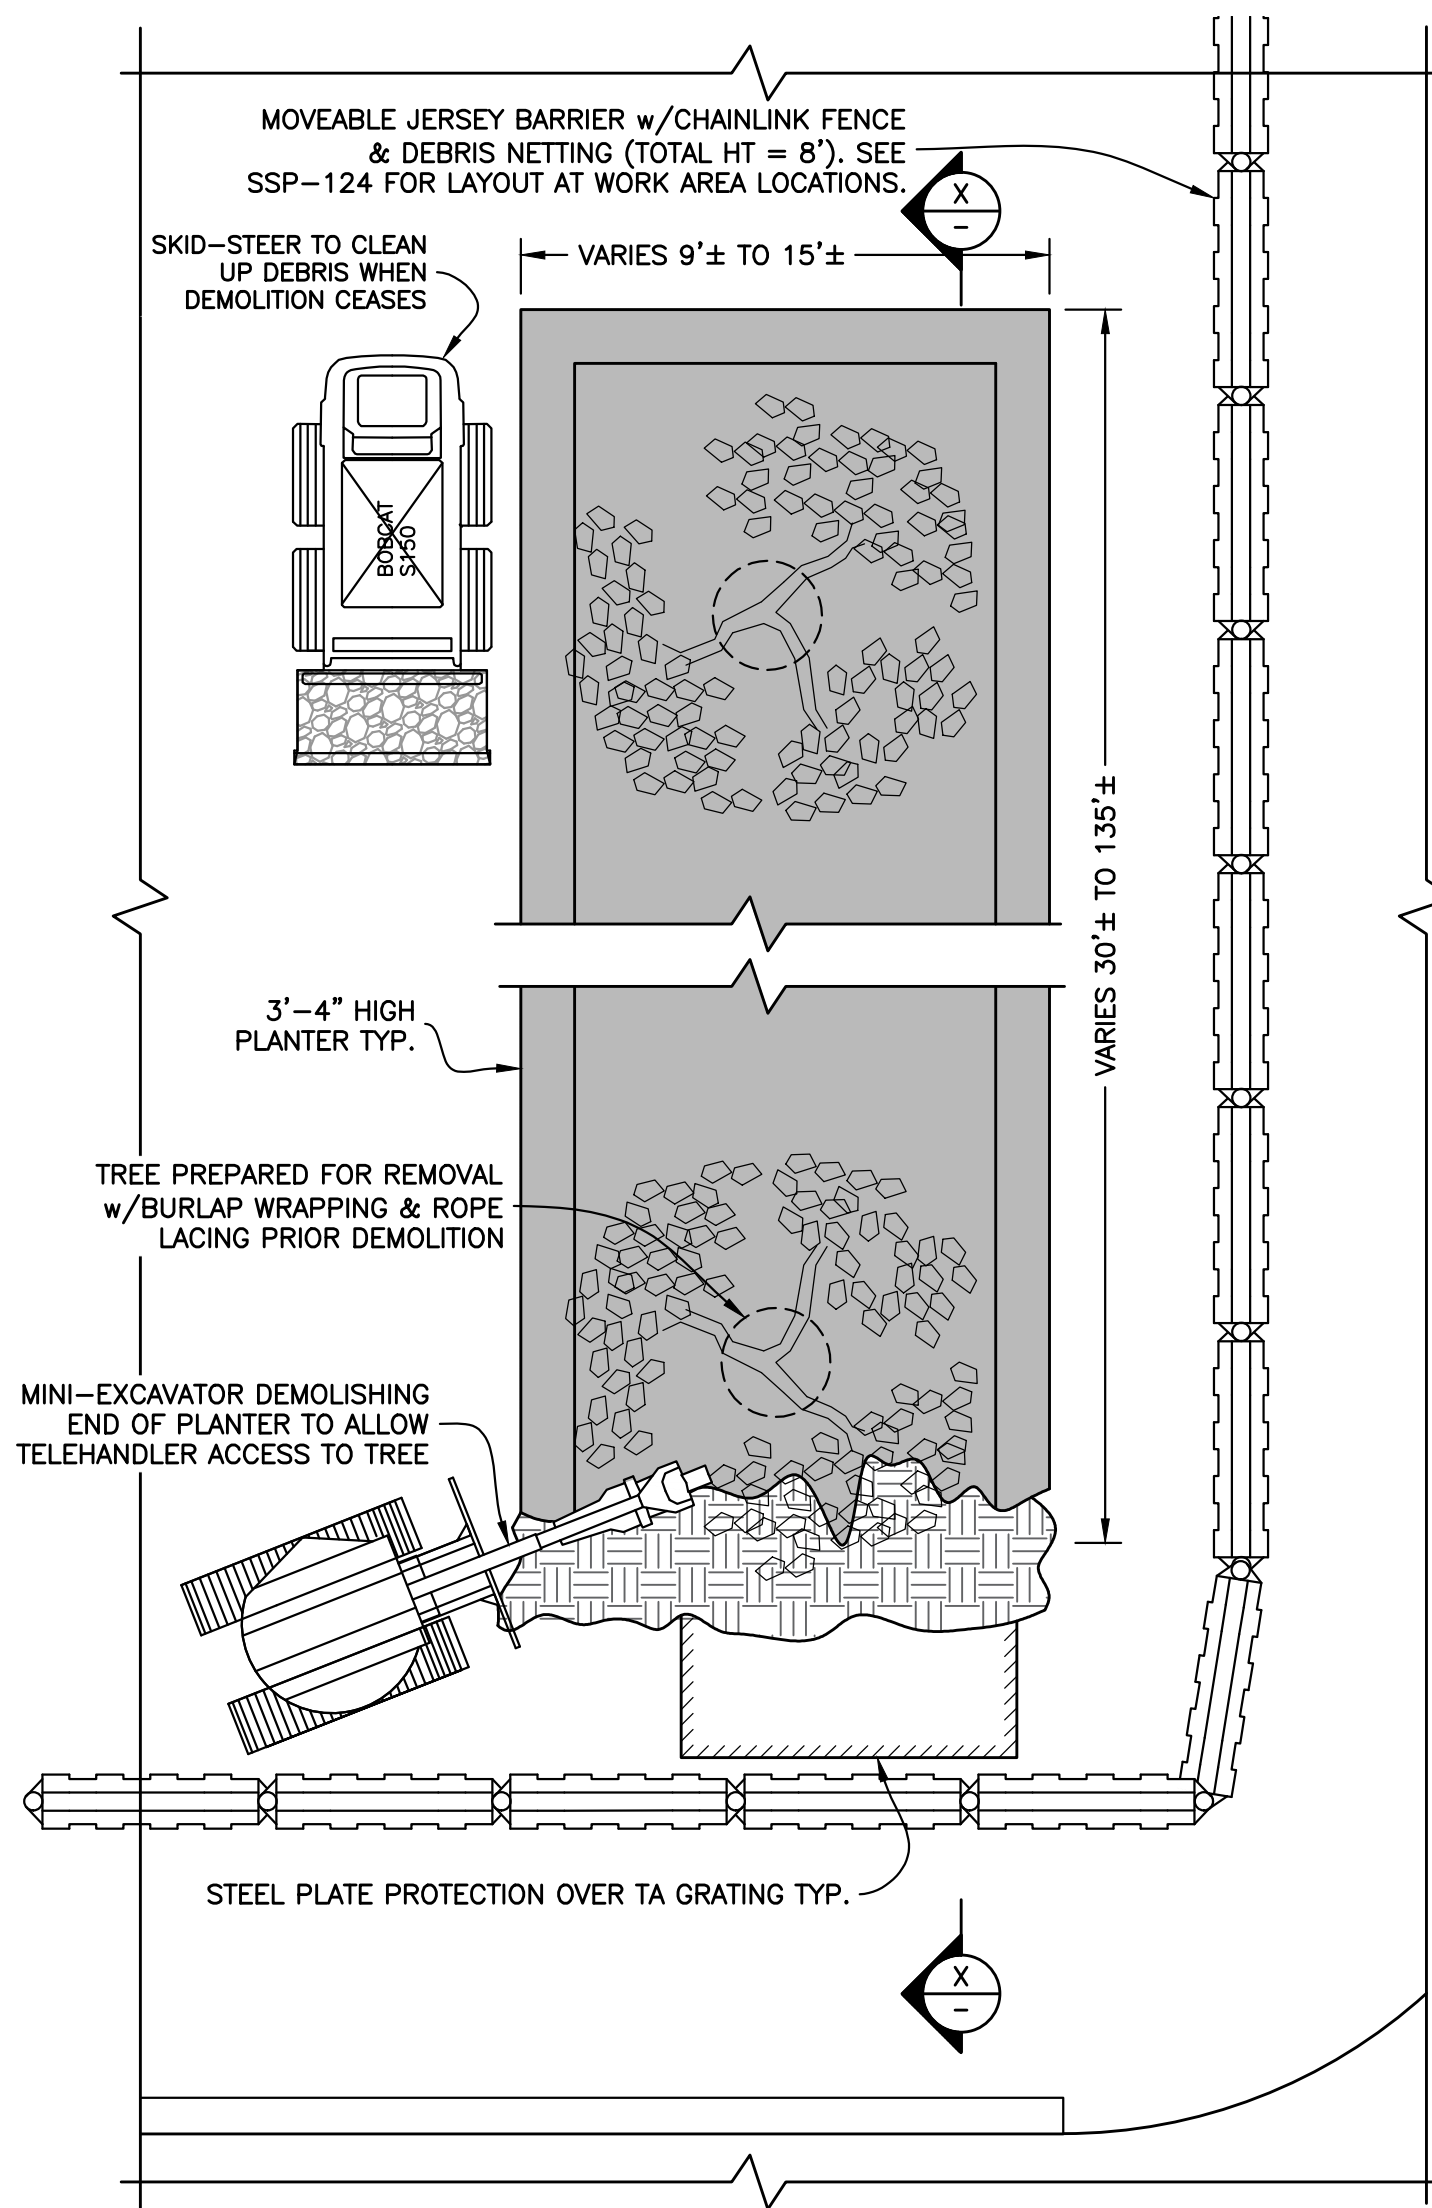 MOVEABLE JERSEY BARRIER w/CHAINLINK FENCE
& DEBRIS NETTING (TOTAL HT = 8'). SEE
SSP-124 FOR LAYOUT AT WORK AREA LOCATIONS.
X
-
SKID-STEER TO CLEAN
UP DEBRIS WHEN
DEMOLITION CEASES
VARIES 9'± TO 15'±
BOBCAT
S150
VARIES 30'± TO 135'±
3'-4" HIGH
PLANTER TYP.
TREE PREPARED FOR REMOVAL
w/BURLAP WRAPPING & ROPE
LACING PRIOR DEMOLITION
MINI-EXCAVATOR DEMOLISHING
END OF PLANTER TO ALLOW
TELEHANDLER ACCESS TO TREE
STEEL PLATE PROTECTION OVER TA GRATING TYP.
X
-